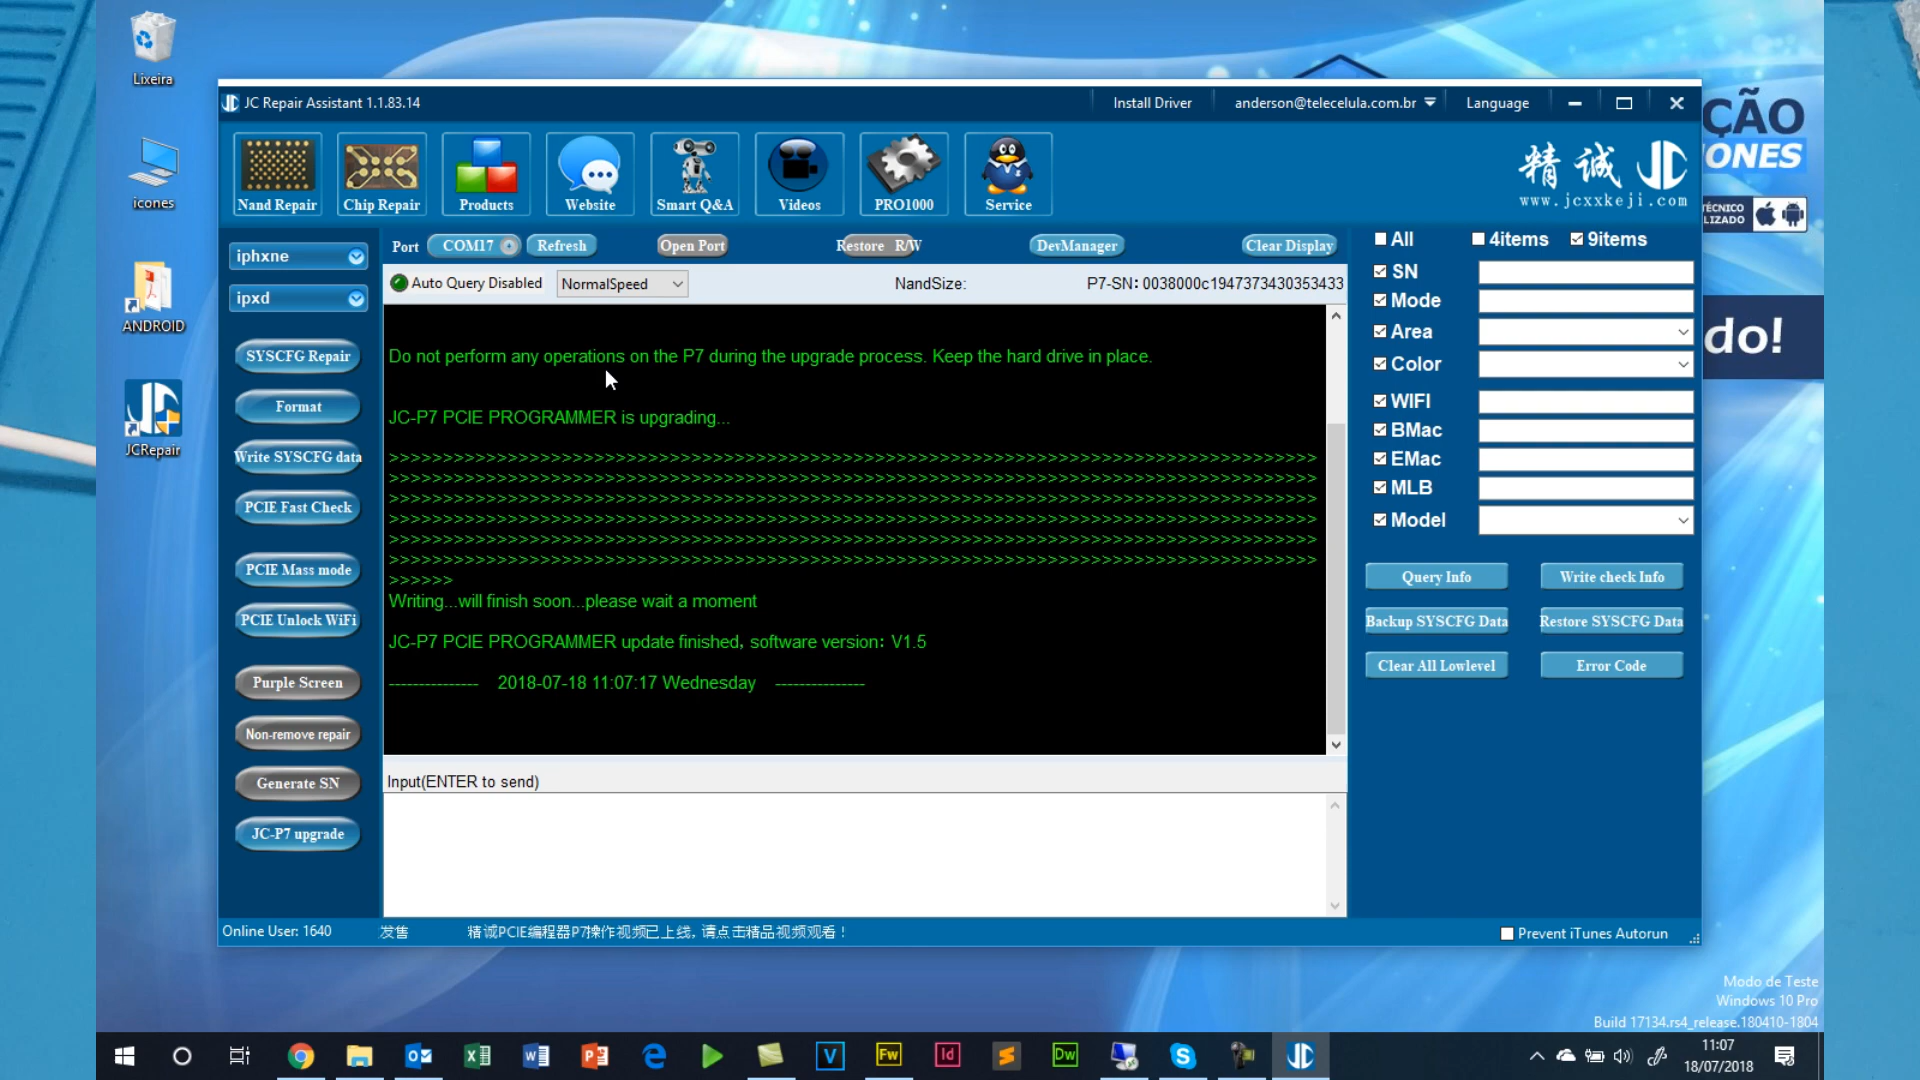 Lixeira
icones
ANDROID
JCRepair
ÇÃO
ONES
TÉCNICO
LIZADO
do!
JC Repair Assistant 1.1.83.14
Install Driver
anderson@telecelula.com.br
Language
Nand Repair
Chip Repair
Products
Website
Smart Q&A
Videos
PRO1000
Service
精诚 JC
www.jcxxkeji.com
iphxne
ipxd
Port
COM17
Refresh
Open Port
Restore R/W
DevManager
Clear Display
Auto Query Disabled
NormalSpeed
NandSize:
P7-SN: 0038000c1947373430353433
SYSCFG Repair
Format
Write SYSCFG data
PCIE Fast Check
PCIE Mass mode
PCIE Unlock WiFi
Purple Screen
Non-remove repair
Generate SN
JC-P7 upgrade
Do not perform any operations on the P7 during the upgrade process. Keep the hard drive in place.
JC-P7 PCIE PROGRAMMER is upgrading...
Writing...will finish soon...please wait a moment
JC-P7 PCIE PROGRAMMER update finished, software version: V1.5
--------------- 2018-07-18 11:07:17 Wednesday ---------------
Input(ENTER to send)
All
4items
9items
SN
Mode
Area
Color
WIFI
BMac
EMac
MLB
Model
Query Info
Write check Info
Backup SYSCFG Data
Restore SYSCFG Data
Clear All Lowlevel
Error Code
Online User: 1640
发售
精诚PCIE编程器P7操作视频已上线, 请点击精品视频观看！
Prevent iTunes Autorun
Modo de Teste
Windows 10 Pro
Build 17134.rs4_release.180410-1804
11:07
18/07/2018